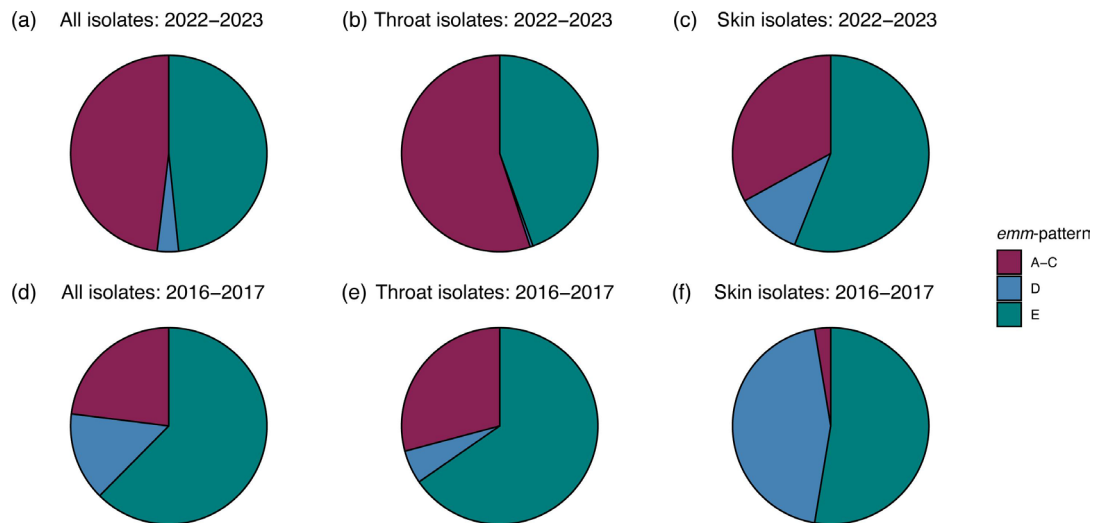 (a) All isolates: 2022–2023
(b) Throat isolates: 2022–2023
(c) Skin isolates: 2022–2023
emm-pattern
A–C
D
E
(d) All isolates: 2016–2017
(e) Throat isolates: 2016–2017
(f) Skin isolates: 2016–2017